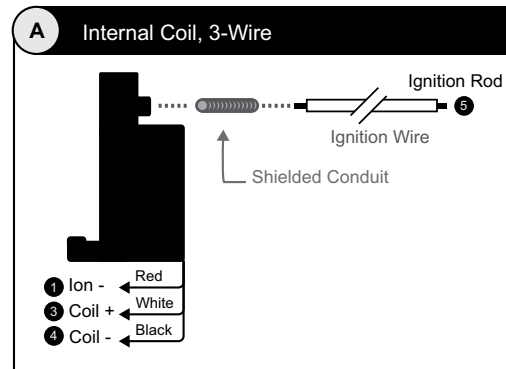 A Internal Coil, 3-Wire
Ignition Rod
5
Ignition Wire
Shielded Conduit
1 Ion - Red
3 Coil + White
4 Coil - Black